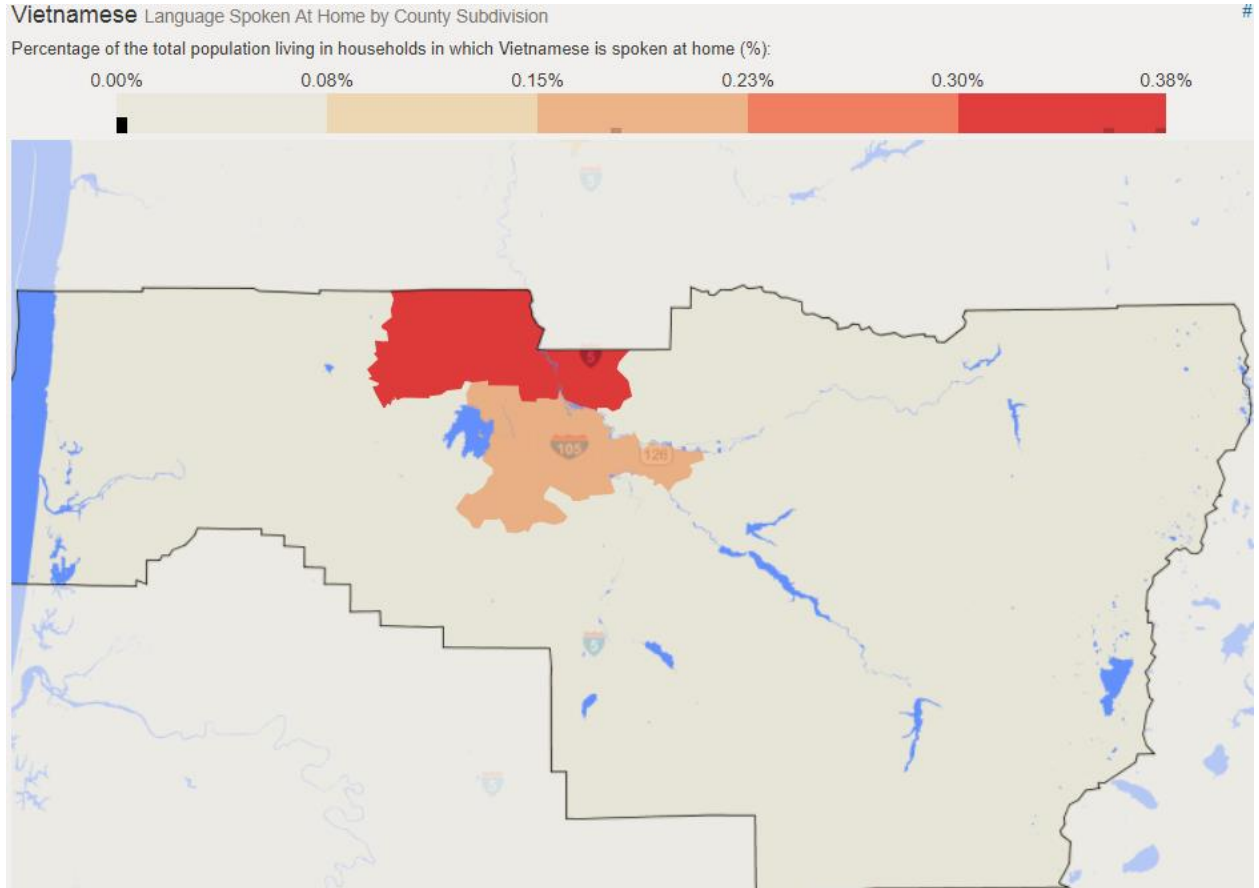 Vietnamese Language Spoken At Home by County Subdivision
#
Percentage of the total population living in households in which Vietnamese is spoken at home (%):
0.00% 0.08% 0.15% 0.23% 0.30% 0.38%
5
5
105
126
5
5